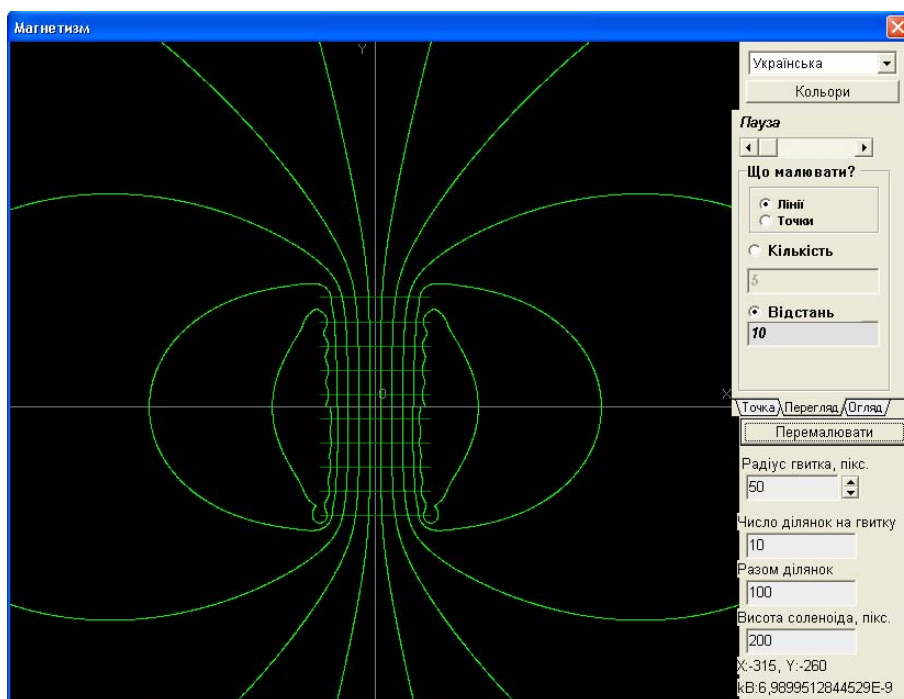 Магнетизм
Y
Українська
Кольори
Пауза
Що малювати?
Лінії
Точки
Кількість
5
Відстань
10
0
X
Точка Перегляд Огляд
Перемалювати
Радіус гвитка, пікс.
50
Число ділянок на гвитку
10
Разом ділянок
100
Висота соленоїда, пікс.
200
X:-315, Y:-260
kB:6,9899512844529E-9